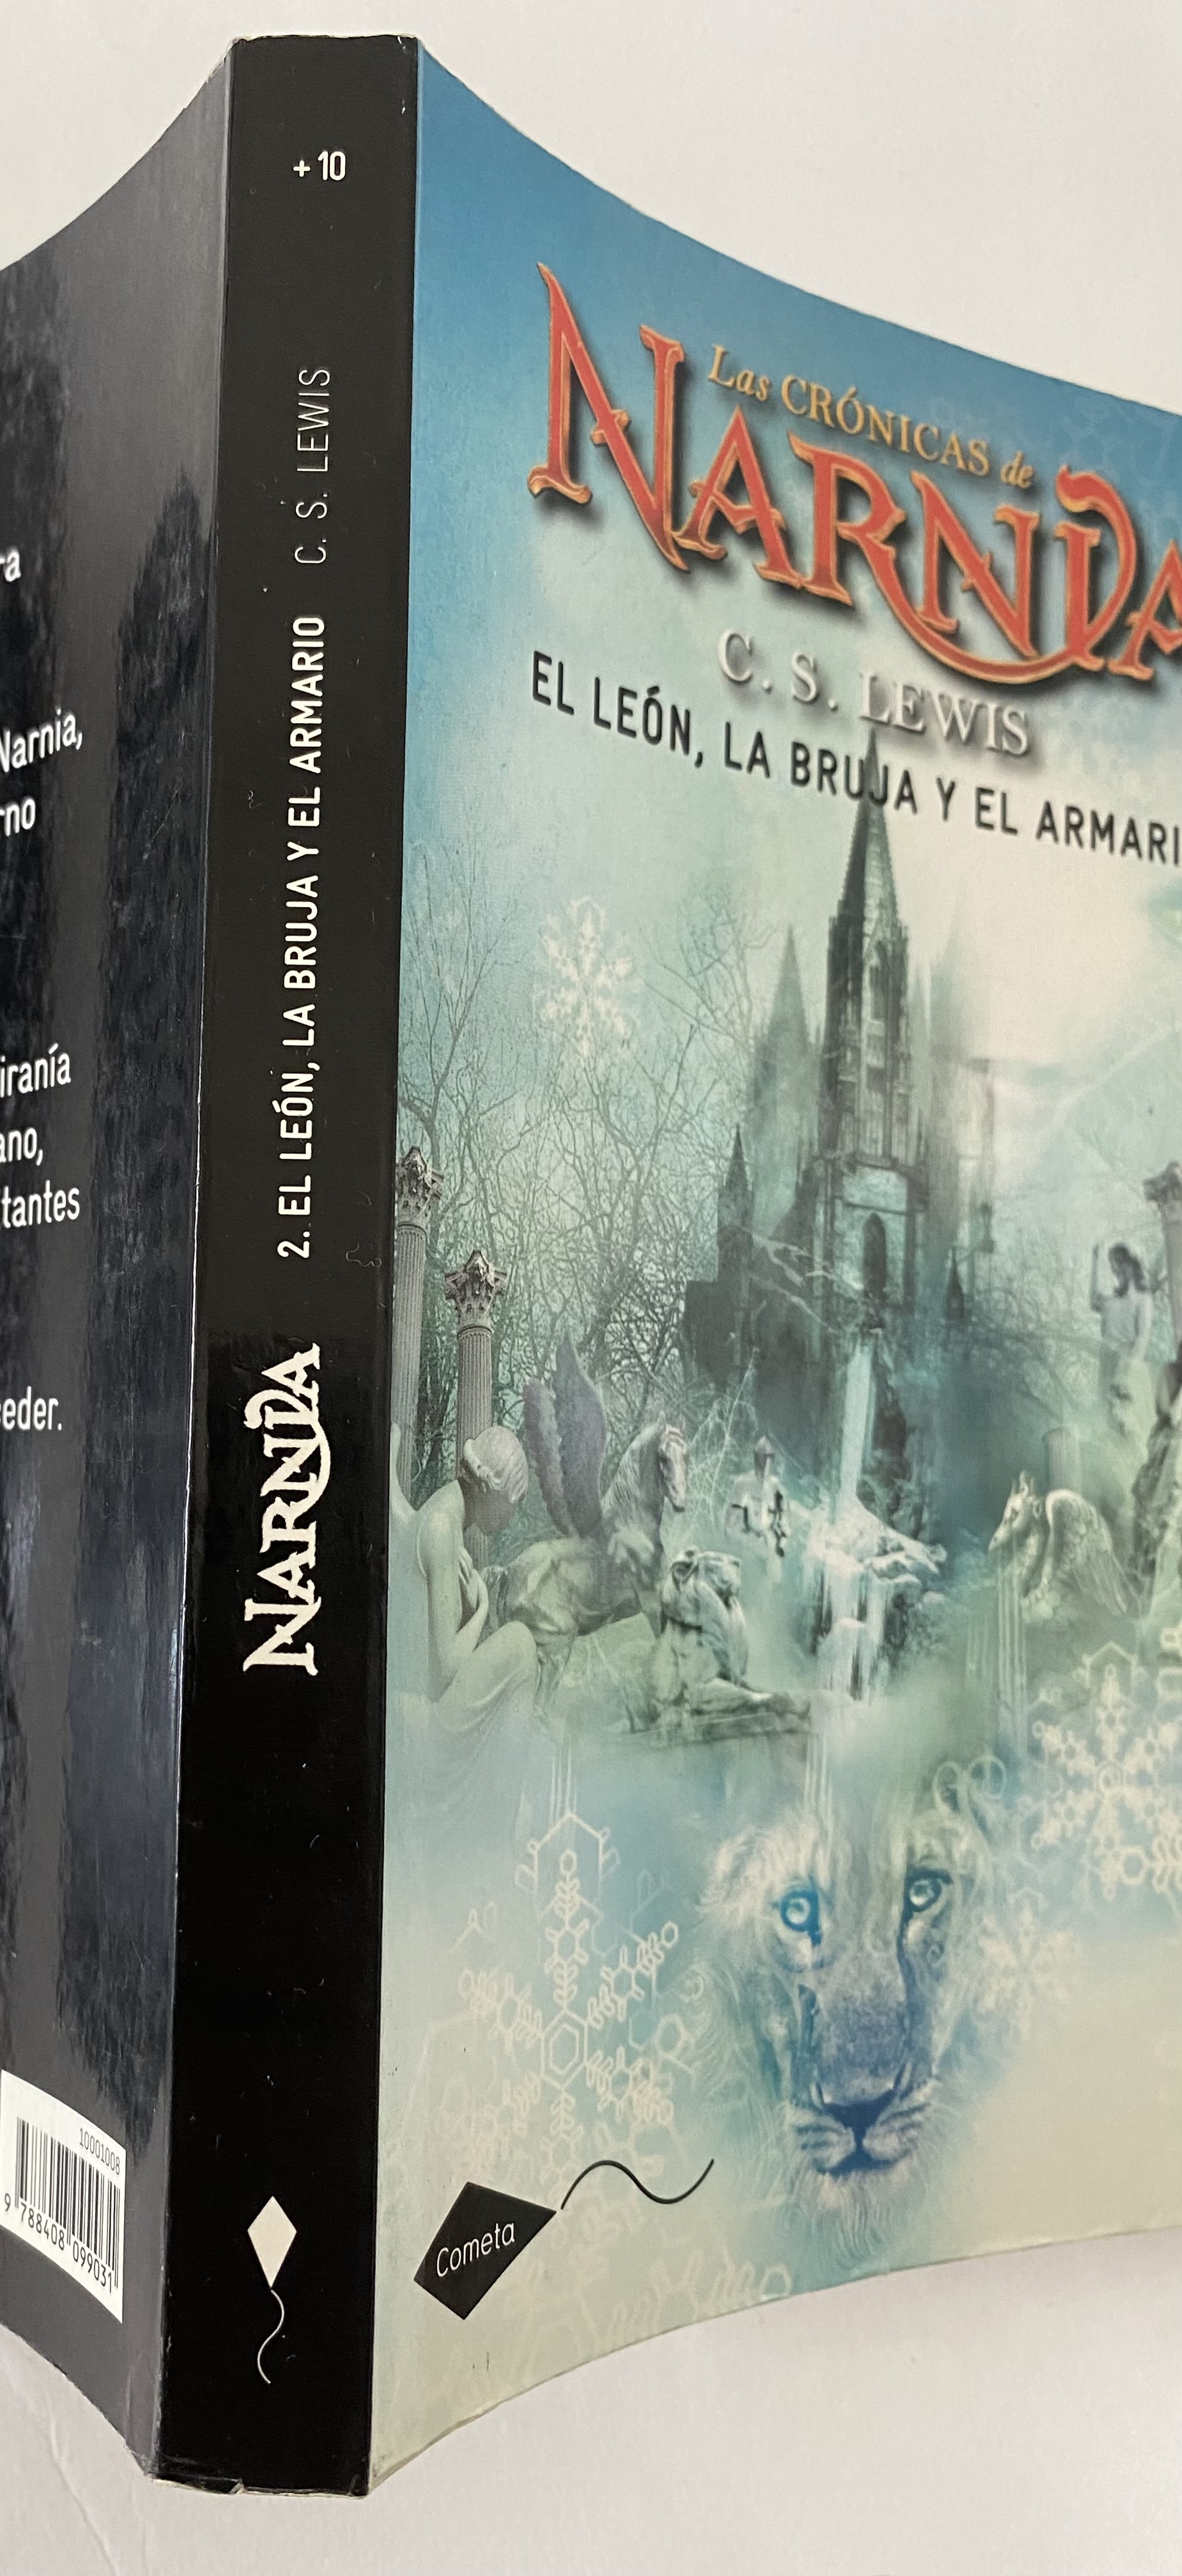 + 10
NARNIA 2. EL LEÓN, LA BRUJA Y EL ARMARIO C. S. LEWIS
Las CRÓNICAS de
NARNIA
C. S. LEWIS
EL LEÓN, LA BRUJA Y EL ARMARI
Cometa
ra
Narnia,
rno
iranía
ano,
tantes
eder.
10001008
9 788408 099031